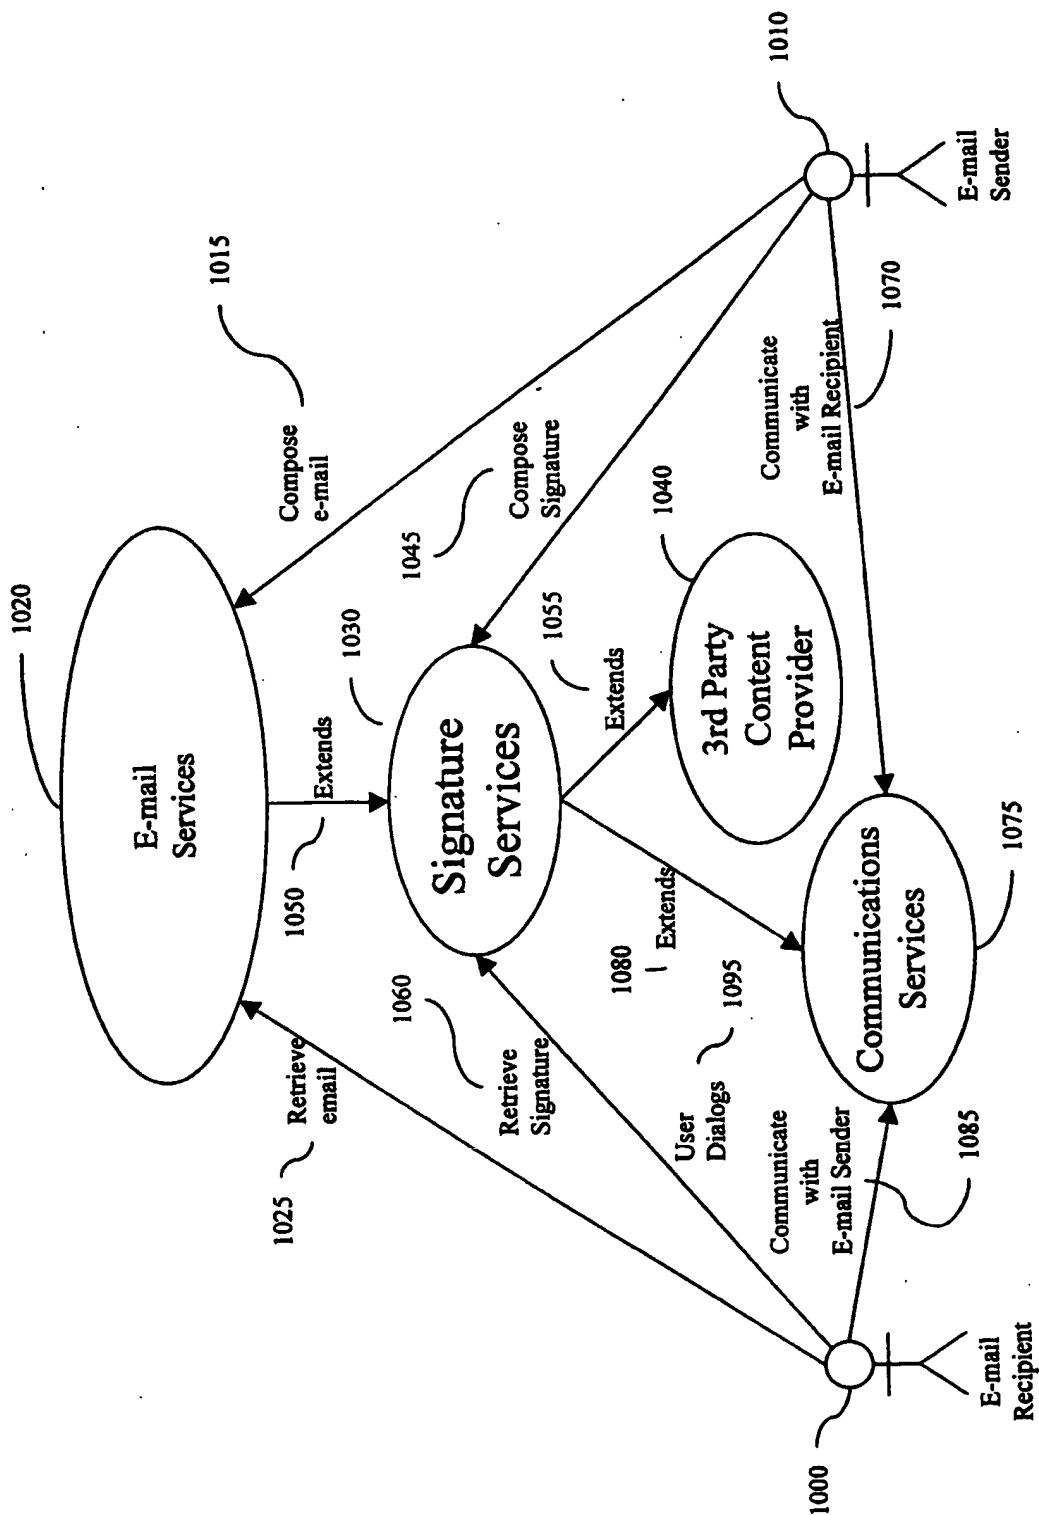 1020
E-mail
Services
1015
Compose
e-mail
1025
Retrieve
email
1050
Extends
1030
1045
Compose
Signature
1060
Retrieve
Signature
Signature
Services
1010
E-mail
Sender
1055
Extends
1080
Extends
1040
3rd Party
Content
Provider
User
Dialogs
1095
Communicate
with
E-mail Recipient
1070
Communicate
with
E-mail Sender
1085
Communications
Services
1075
1000
E-mail
Recipient